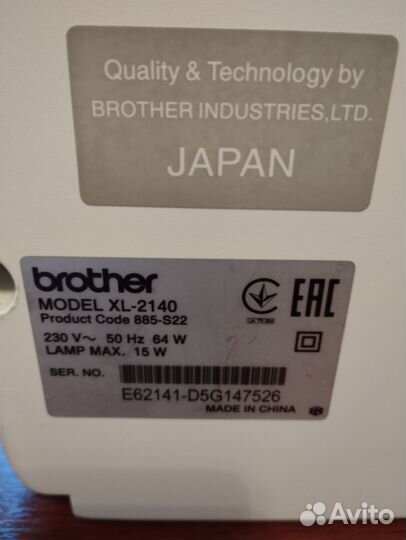 Quality & Technology by
BROTHER INDUSTRIES,LTD.
JAPAN
brother
MODEL XL-2140
Product Code 885-S22
230 V~ 50 Hz 64 W
LAMP MAX. 15 W
EAC
SER. NO.
E62141-D5G147526
MADE IN CHINA
Avito